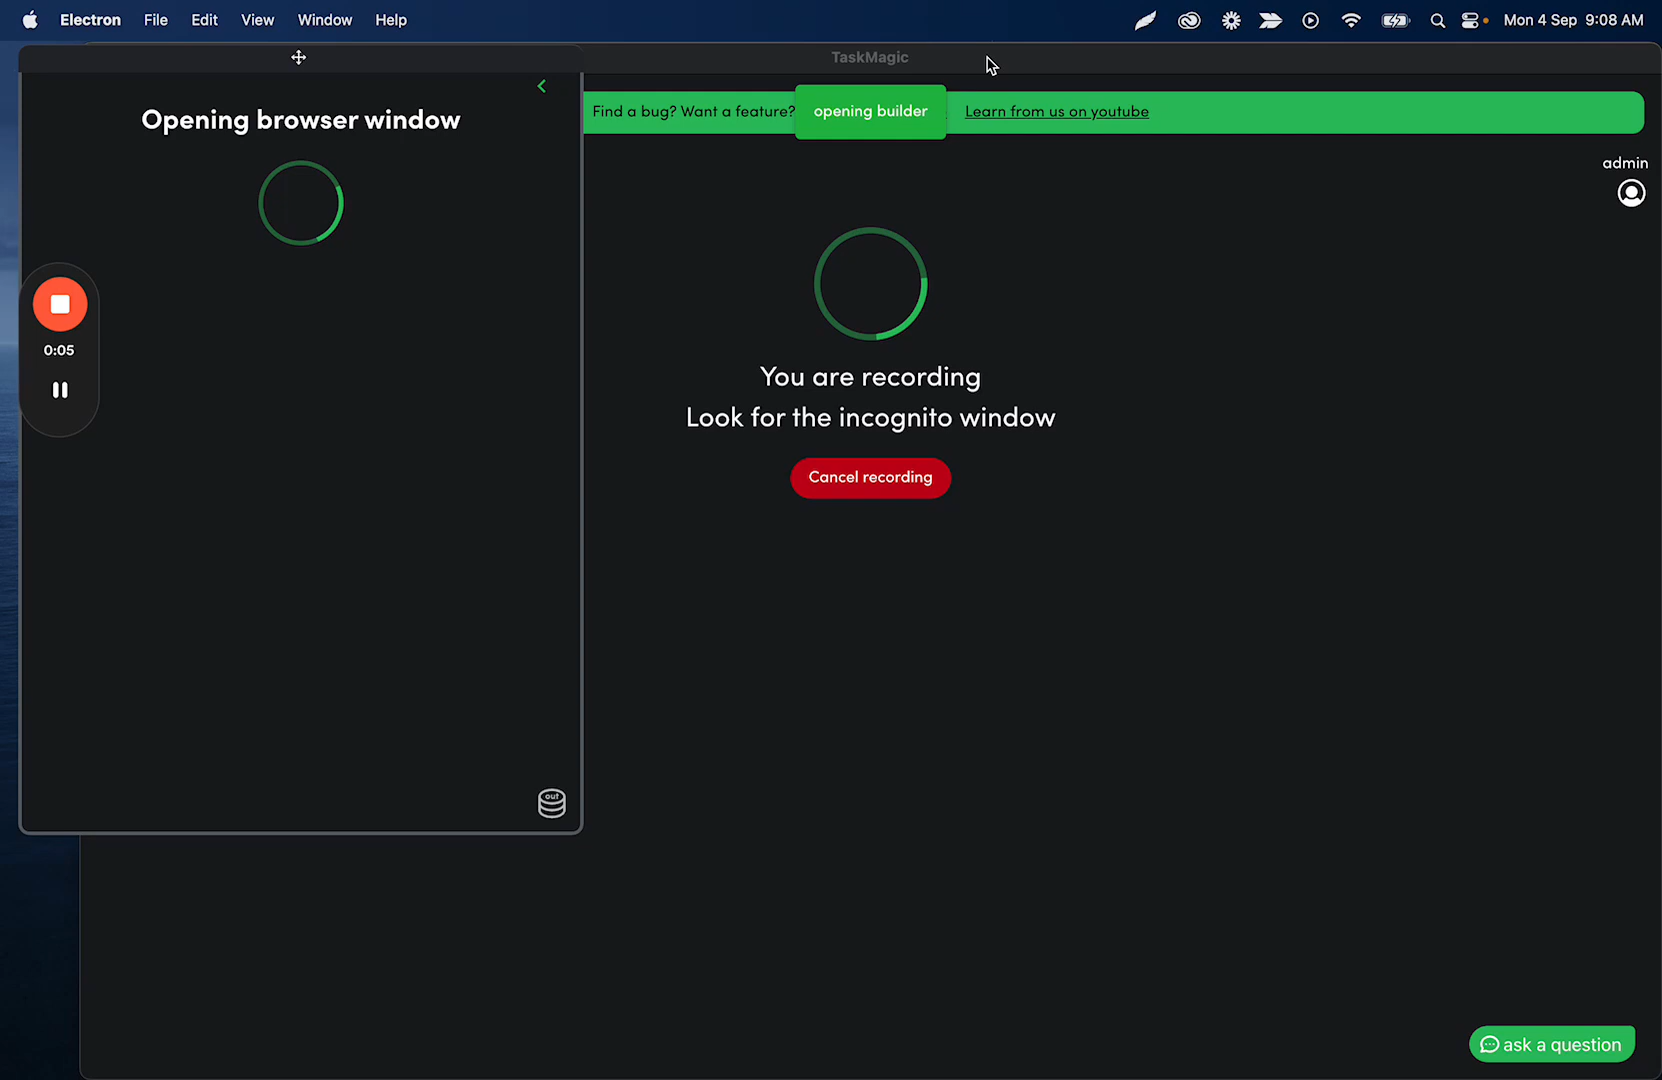 Electron File Edit View Window Help Mon 4 Sep 9:08 AM
TaskMagic
Opening browser window
Find a bug? Want a feature? opening builder Learn from us on youtube
admin
0:05
You are recording
Look for the incognito window
Cancel recording
out
ask a question